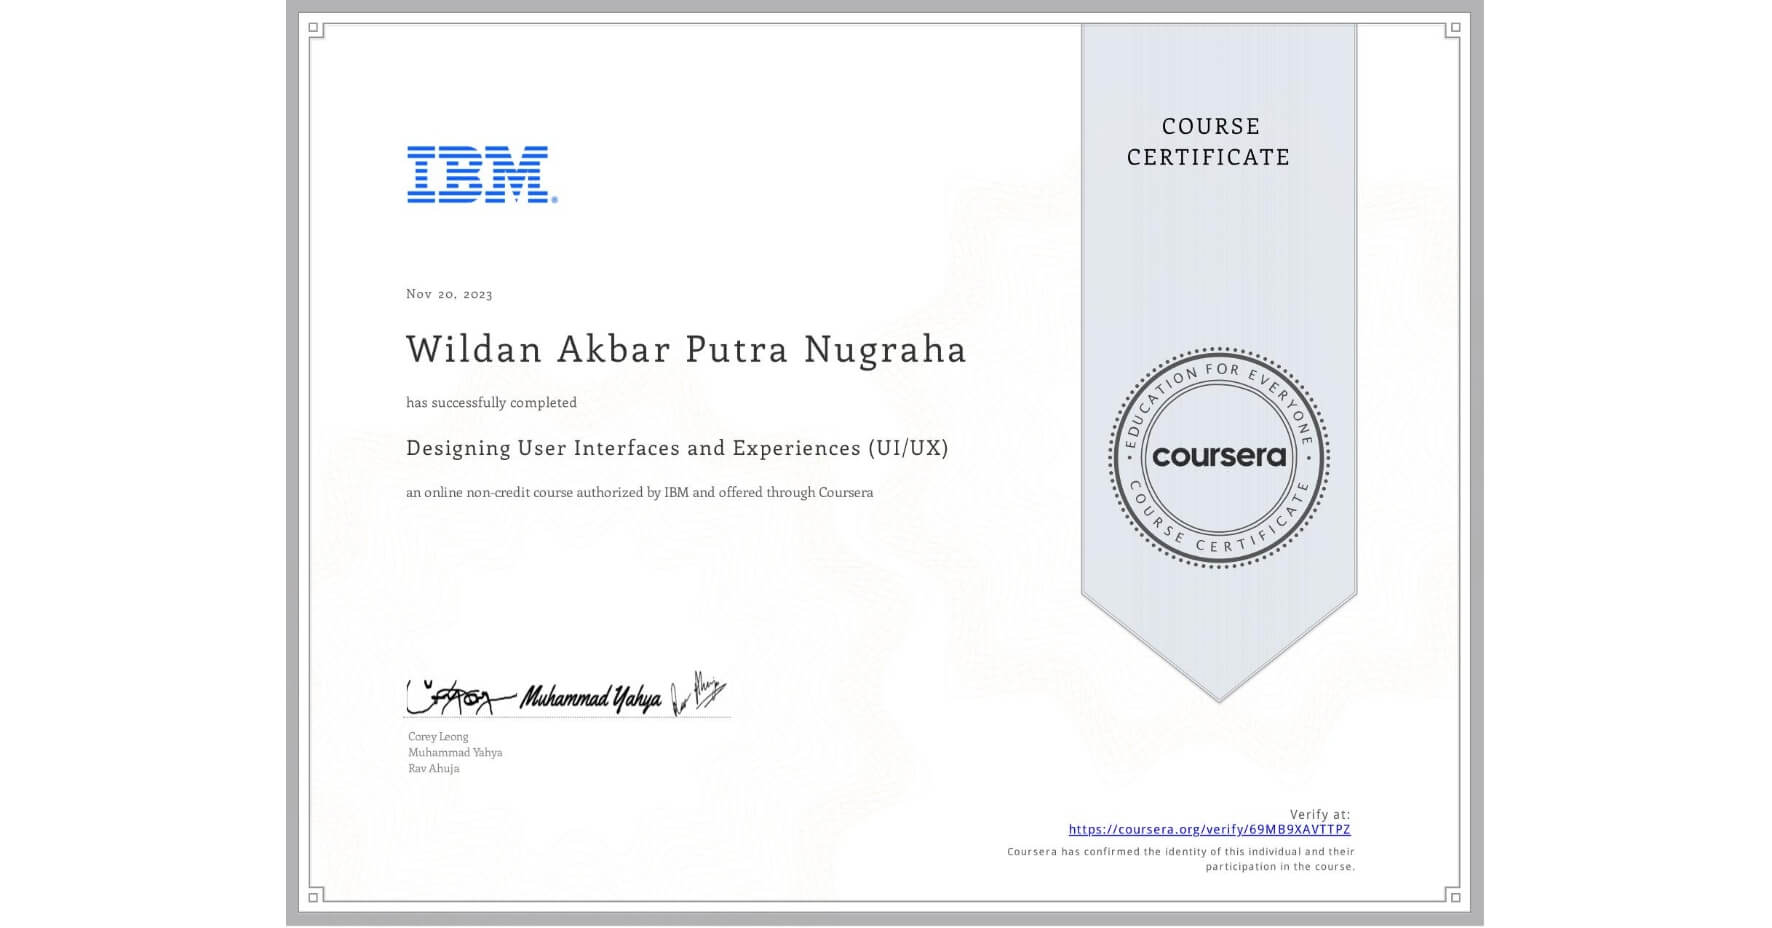 IBM
COURSE
CERTIFICATE
Nov 20, 2023
Wildan Akbar Putra Nugraha
has successfully completed
Designing User Interfaces and Experiences (UI/UX)
an online non-credit course authorized by IBM and offered through Coursera
EDUCATION FOR EVERYONE
coursera
COURSE CERTIFICATE
Muhammad Yahya
Corey Leong
Muhammad Yahya
Rav Ahuja
Verify at:
https://coursera.org/verify/69MB9XAVTTPZ
Coursera has confirmed the identity of this individual and their
participation in the course.